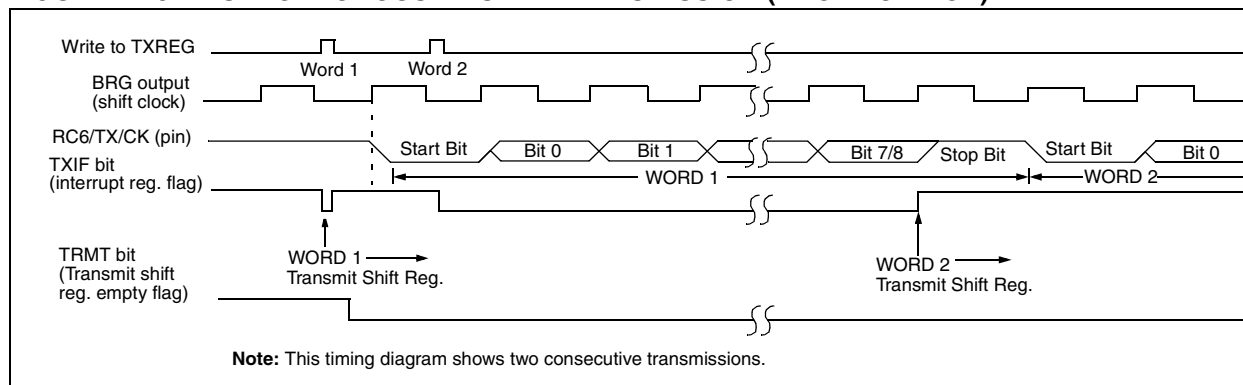 Write to TXREG
Word 1
Word 2
BRG output
(shift clock)
RC6/TX/CK (pin)
Start Bit
Bit 0
Bit 1
Bit 7/8
Stop Bit
Start Bit
Bit 0
TXIF bit
(interrupt reg. flag)
WORD 1
WORD 2
TRMT bit
(Transmit shift
reg. empty flag)
WORD 1
Transmit Shift Reg.
WORD 2
Transmit Shift Reg.
Note: This timing diagram shows two consecutive transmissions.